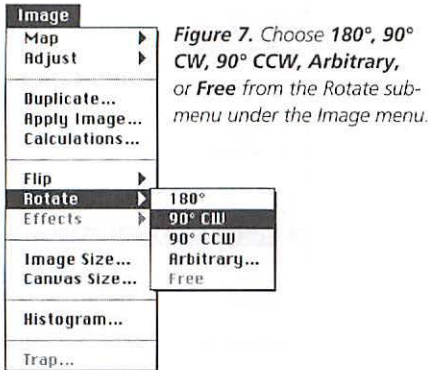 Image
Map
Adjust
Duplicate...
Apply Image...
Calculations...
Flip
Rotate
Effects
Image Size...
Canvas Size...
Histogram...
Trap...
180°
90° CW
90° CCW
Arbitrary...
Free
Figure 7. Choose 180°, 90°
CW, 90° CCW, Arbitrary,
or Free from the Rotate sub-
menu under the Image menu.